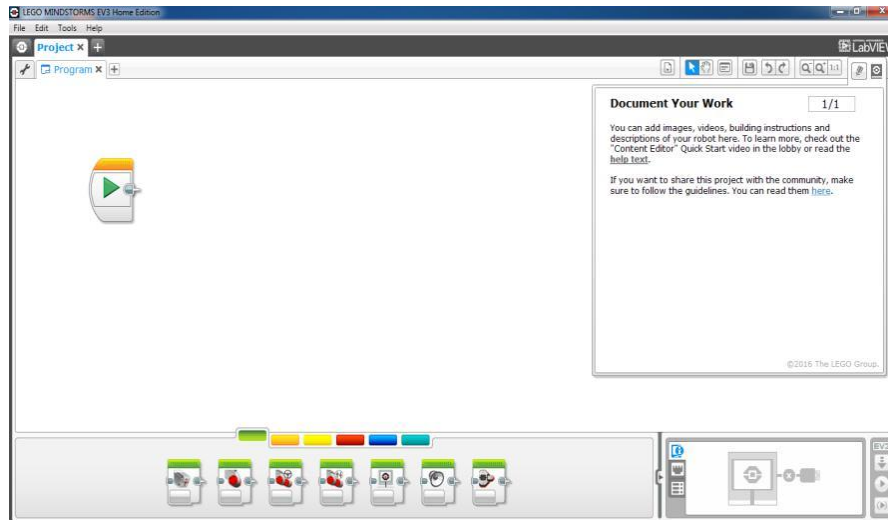 LEGO MINDSTORMS EV3 Home Edition
File Edit Tools Help
Project
LabVIEW
Program
1:1
Document Your Work
1/1
You can add images, videos, building instructions and
descriptions of your robot here. To learn more, check out the
"Content Editor" Quick Start video in the lobby or read the
help text.
If you want to share this project with the community, make
sure to follow the guidelines. You can read them here.
©2016 The LEGO Group.
EV3